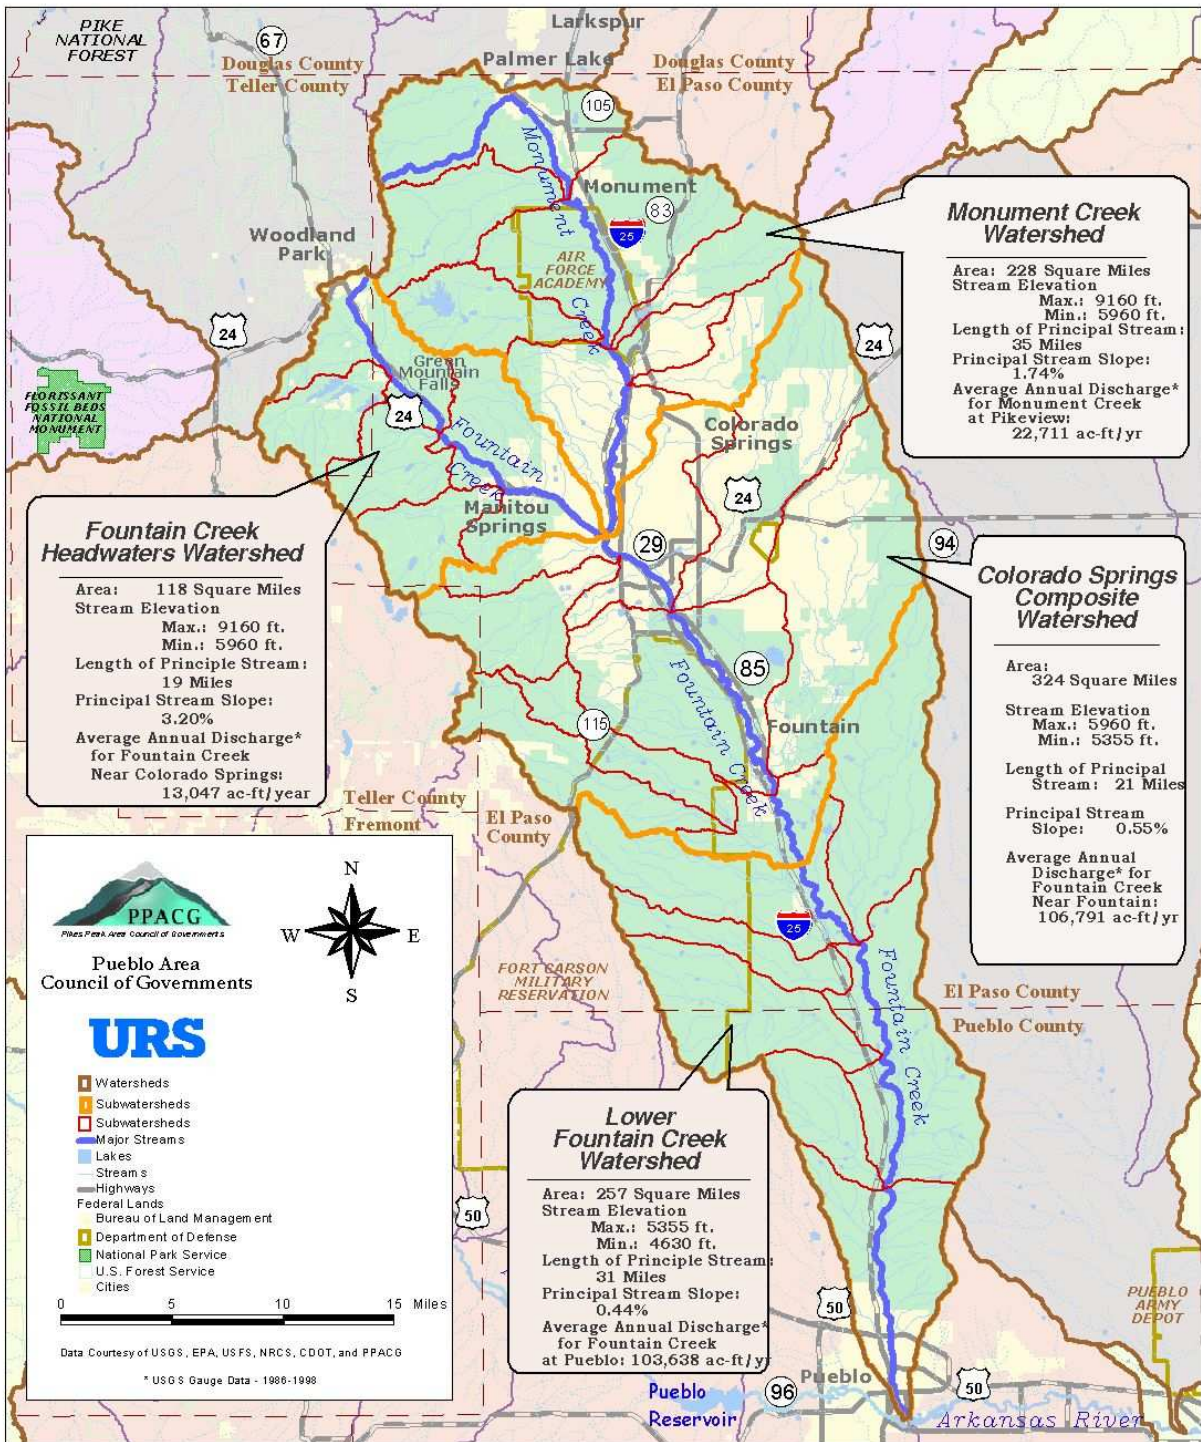 PIKE
NATIONAL
FOREST
67
Douglas County
Teller County
Larkspur
Palmer Lake
Douglas County
El Paso County
105
Monument
Creek
Monument
83
25
AIR
FORCE
ACADEMY
Woodland
Park
24
FLORISSANT
FOSSIL BEDS
NATIONAL
MONUMENT
Green
Mountain
Falls
24
Fountain
Creek
Manitou
Springs
Colorado
Springs
24
24
29
94
85
Fountain Creek
Fountain
115
Monument Creek
Watershed
Area: 228 Square Miles
Stream Elevation
Max.: 9160 ft.
Min.: 5960 ft.
Length of Principal Stream:
35 Miles
Principal Stream Slope:
1.74%
Average Annual Discharge*
for Monument Creek
at Pikeview:
22,711 ac-ft/yr
Fountain Creek
Headwaters Watershed
Area: 118 Square Miles
Stream Elevation
Max.: 9160 ft.
Min.: 5960 ft.
Length of Principle Stream:
19 Miles
Principal Stream Slope:
3.20%
Average Annual Discharge*
for Fountain Creek
Near Colorado Springs:
13,047 ac-ft/year
Colorado Springs
Composite
Watershed
Area:
324 Square Miles
Stream Elevation
Max.: 5960 ft.
Min.: 5355 ft.
Length of Principal
Stream: 21 Miles
Principal Stream
Slope: 0.55%
Average Annual
Discharge* for
Fountain Creek
Near Fountain:
106,791 ac-ft/yr
Teller County
Fremont
El Paso
County
25
FORT CARSON
MILITARY
RESERVATION
Fountain Creek
El Paso County
Pueblo County
Lower
Fountain Creek
Watershed
Area: 257 Square Miles
Stream Elevation
Max.: 5355 ft.
Min.: 4630 ft.
Length of Principle Stream:
31 Miles
Principal Stream Slope:
0.44%
Average Annual Discharge*
for Fountain Creek
at Pueblo: 103,638 ac-ft/yr
PPACG
Pikes Peak Area Council of Governments
N
W E
S
Pueblo Area
Council of Governments
URS
Watersheds
Subwatersheds
Subwatersheds
Major Streams
Lakes
Streams
Highways
Federal Lands
Bureau of Land Management
Department of Defense
National Park Service
U.S. Forest Service
Cities
0 5 10 15 Miles
Data Courtesy of USGS, EPA, USFS, NRCS, CDOT, and PPACG
* USGS Gauge Data - 1986-1998
50
50
PUEBLO
ARMY
DEPOT
Pueblo
Reservoir
96
Pueblo
50
Arkansas River